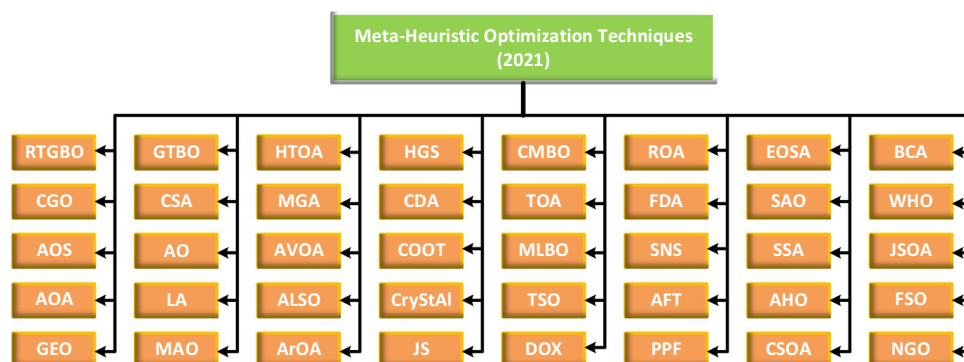 Meta-Heuristic Optimization Techniques
(2021)
RTGBO GTBO HTOA HGS CMBO ROA EOSA BCA
CGO CSA MGA CDA TOA FDA SAO WHO
AOS AO AVOA COOT MLBO SNS SSA JSOA
AOA LA ALSO CryStAl TSO AFT AHO FSO
GEO MAO ArOA JS DOX PPF CSOA NGO